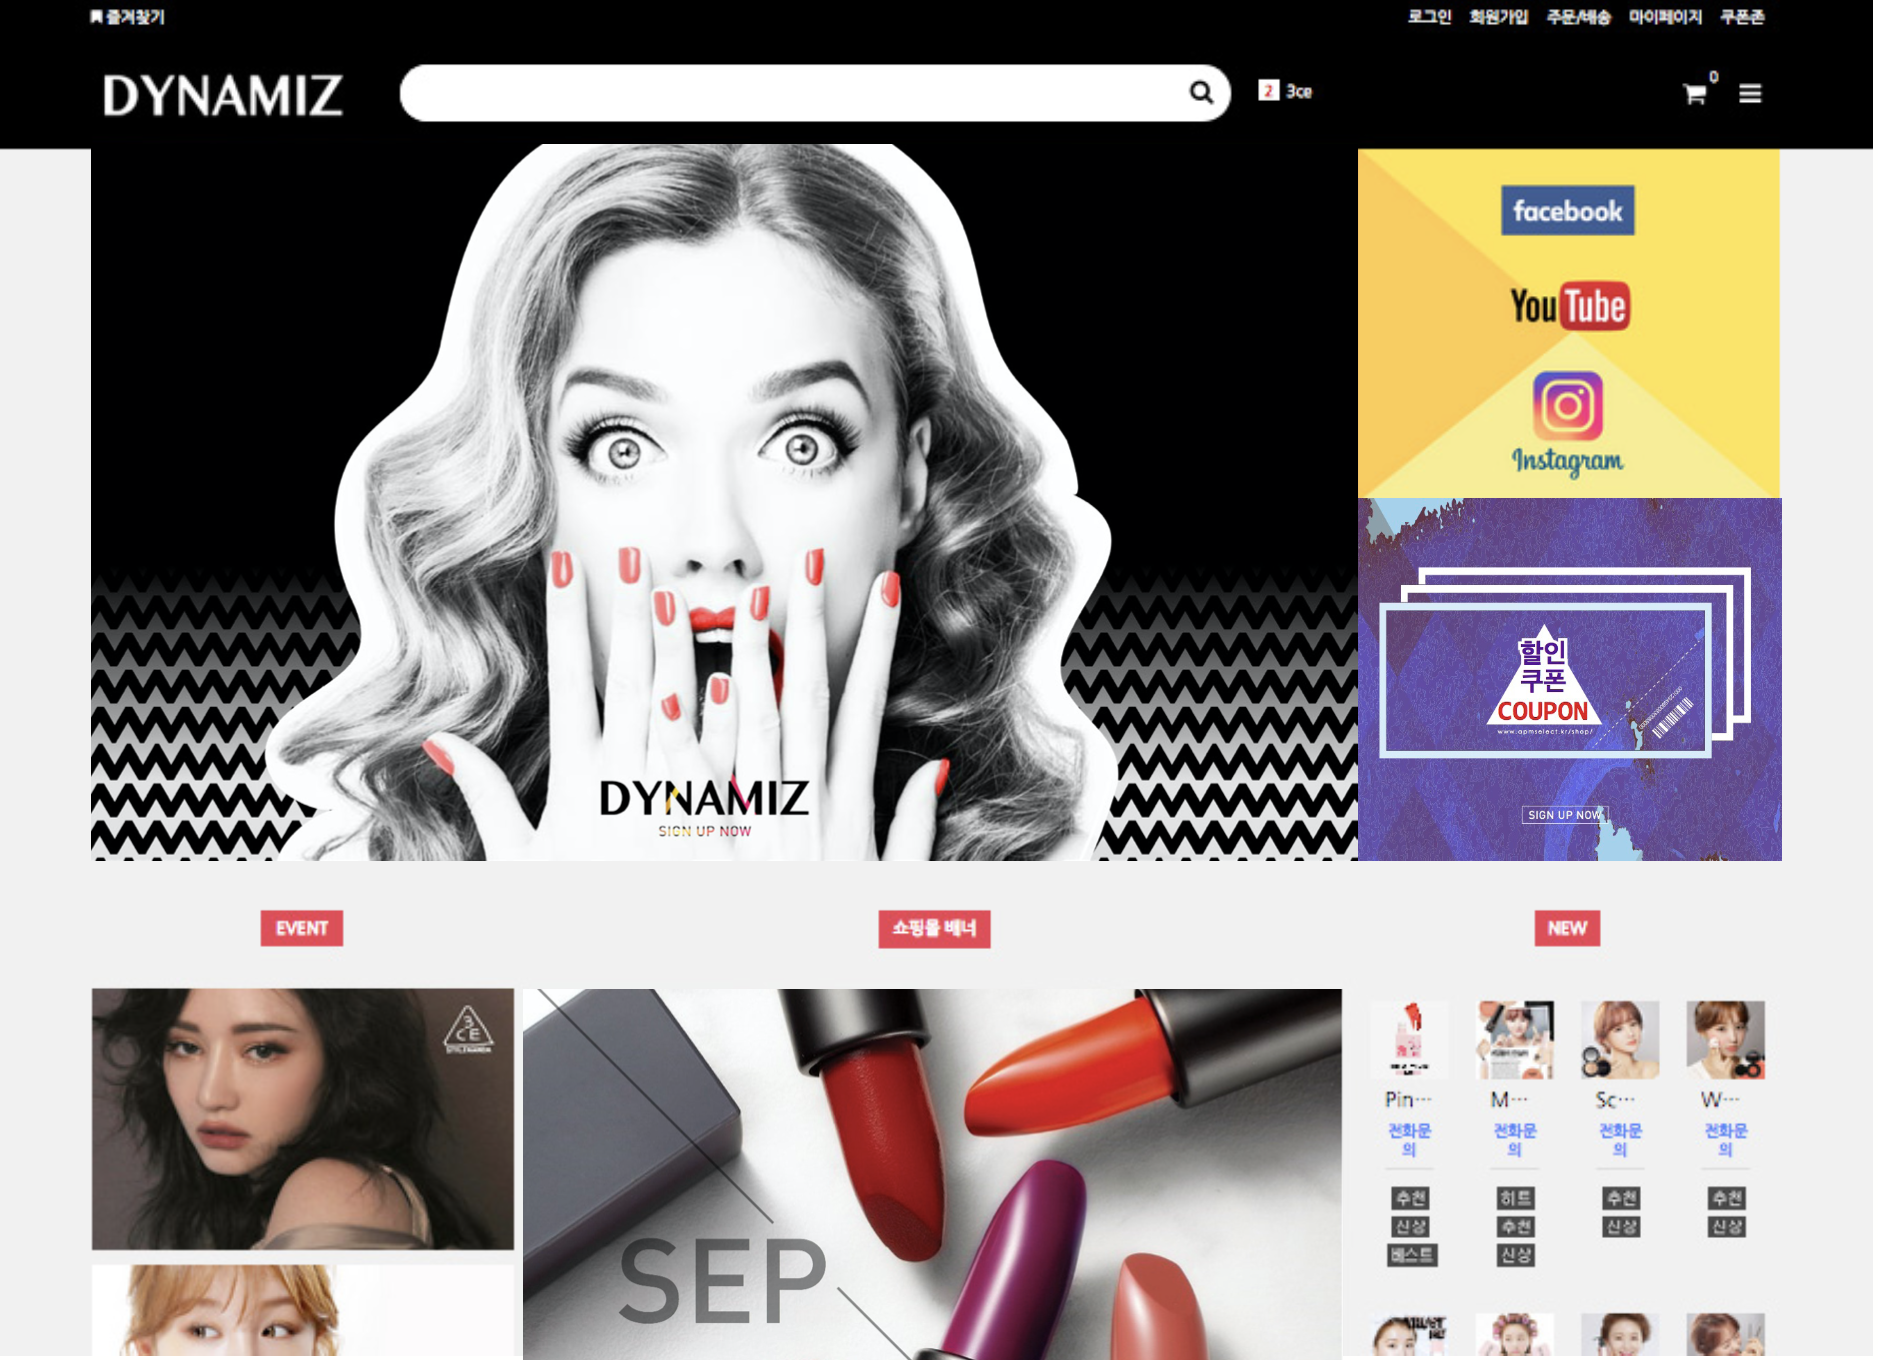 즐겨찾기
로그인 회원가입 주문/배송 마이페이지 쿠폰존
DYNAMIZ
2 3ce
0
facebook
YouTube
Instagram
할인
쿠폰
COUPON
www.apmselect.kr/shop/
SIGN UP NOW
DYNAMIZ
SIGN UP NOW
EVENT
쇼핑몰 배너
NEW
3CE
STYLENANDA
SEP
Pin… M… Sc… W…
전화문의 전화문의 전화문의 전화문의
추천 히트 추천 추천
신상 추천 신상 신상
베스트 신상